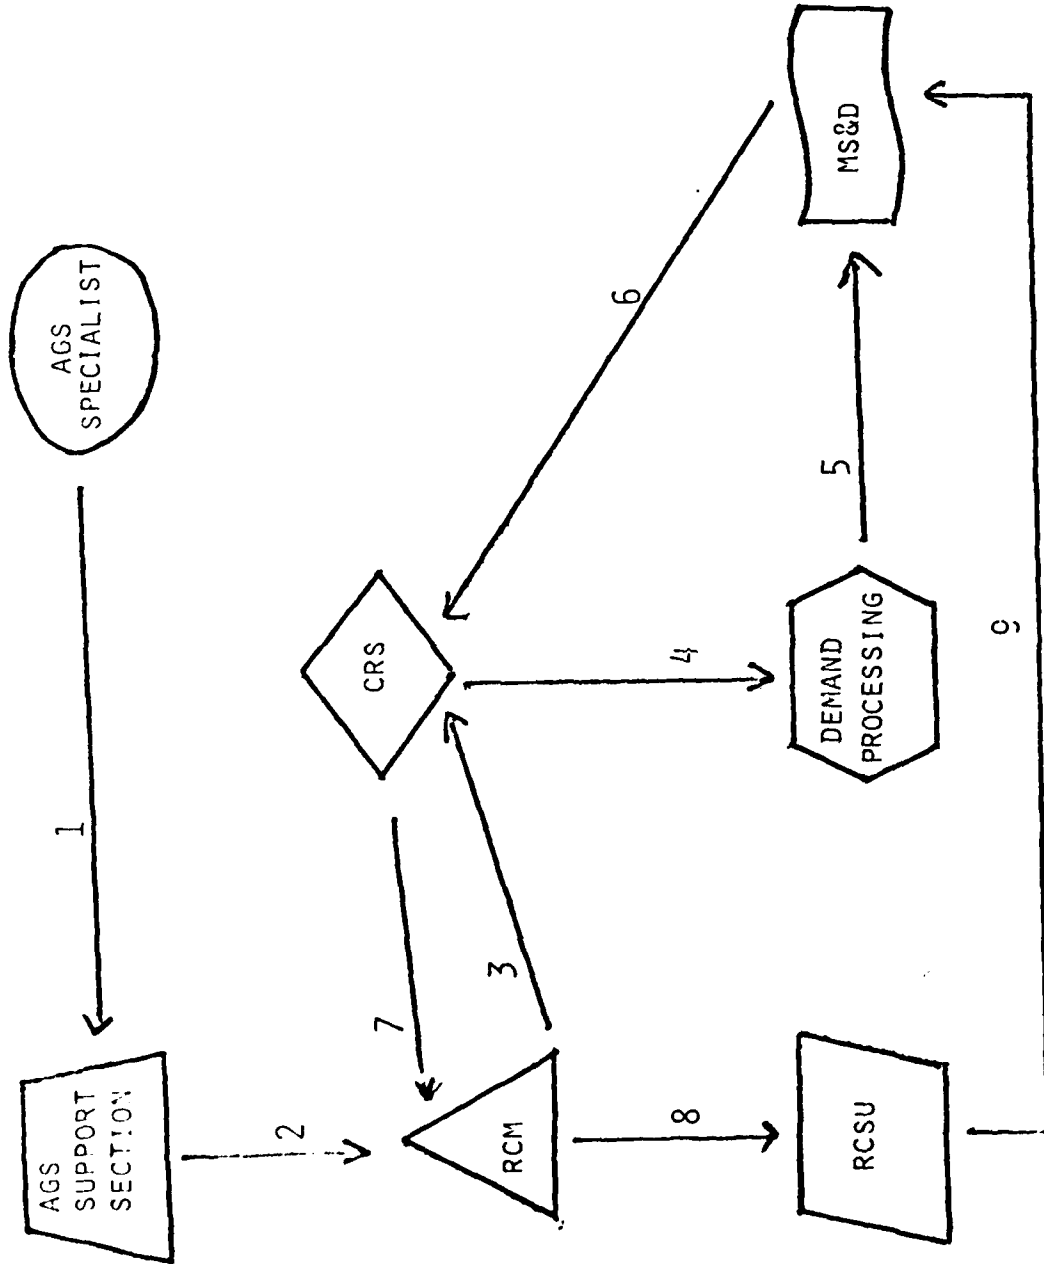 AGS
SUPPORT
SECTION
1
AGS
SPECIALIST
2
7
CRS
3
RCM
6
4
8
RCSU
DEMAND
PROCESSING
5
MS&D
9